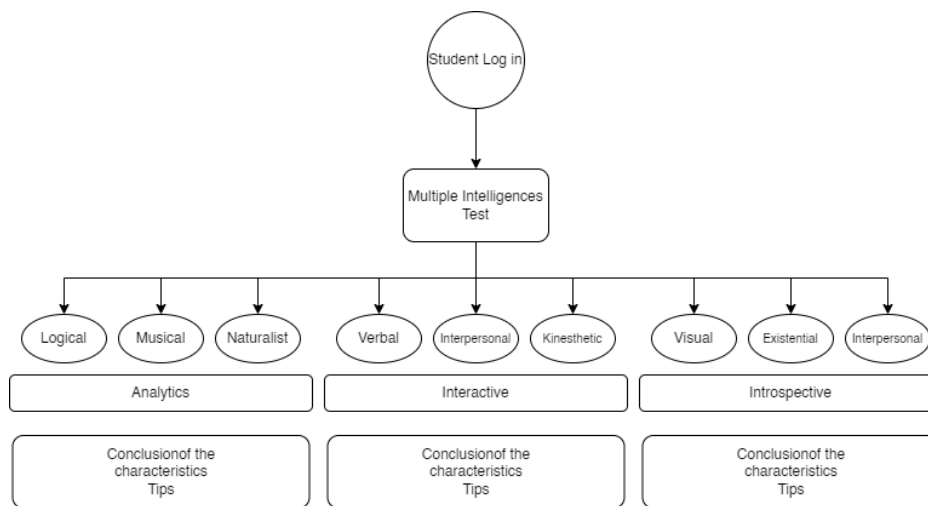 Student Log in
Multiple Intelligences
Test
Logical
Musical
Naturalist
Verbal
Interpersonal
Kinesthetic
Visual
Existential
Interpersonal
Analytics
Interactive
Introspective
Conclusionof the
characteristics
Tips
Conclusionof the
characteristics
Tips
Conclusionof the
characteristics
Tips